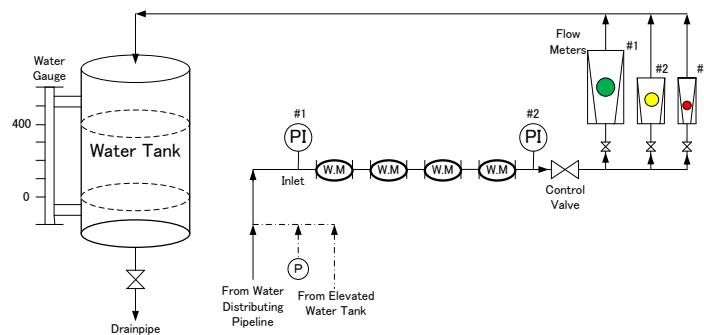 Flow
Meters
#1
#2
#
Water
Gauge
400
0
Water Tank
#1
PI
#2
PI
W.M
W.M
W.M
W.M
Inlet
Control
Valve
P
From Water
Distributing
Pipeline
From Elevated
Water Tank
Drainpipe